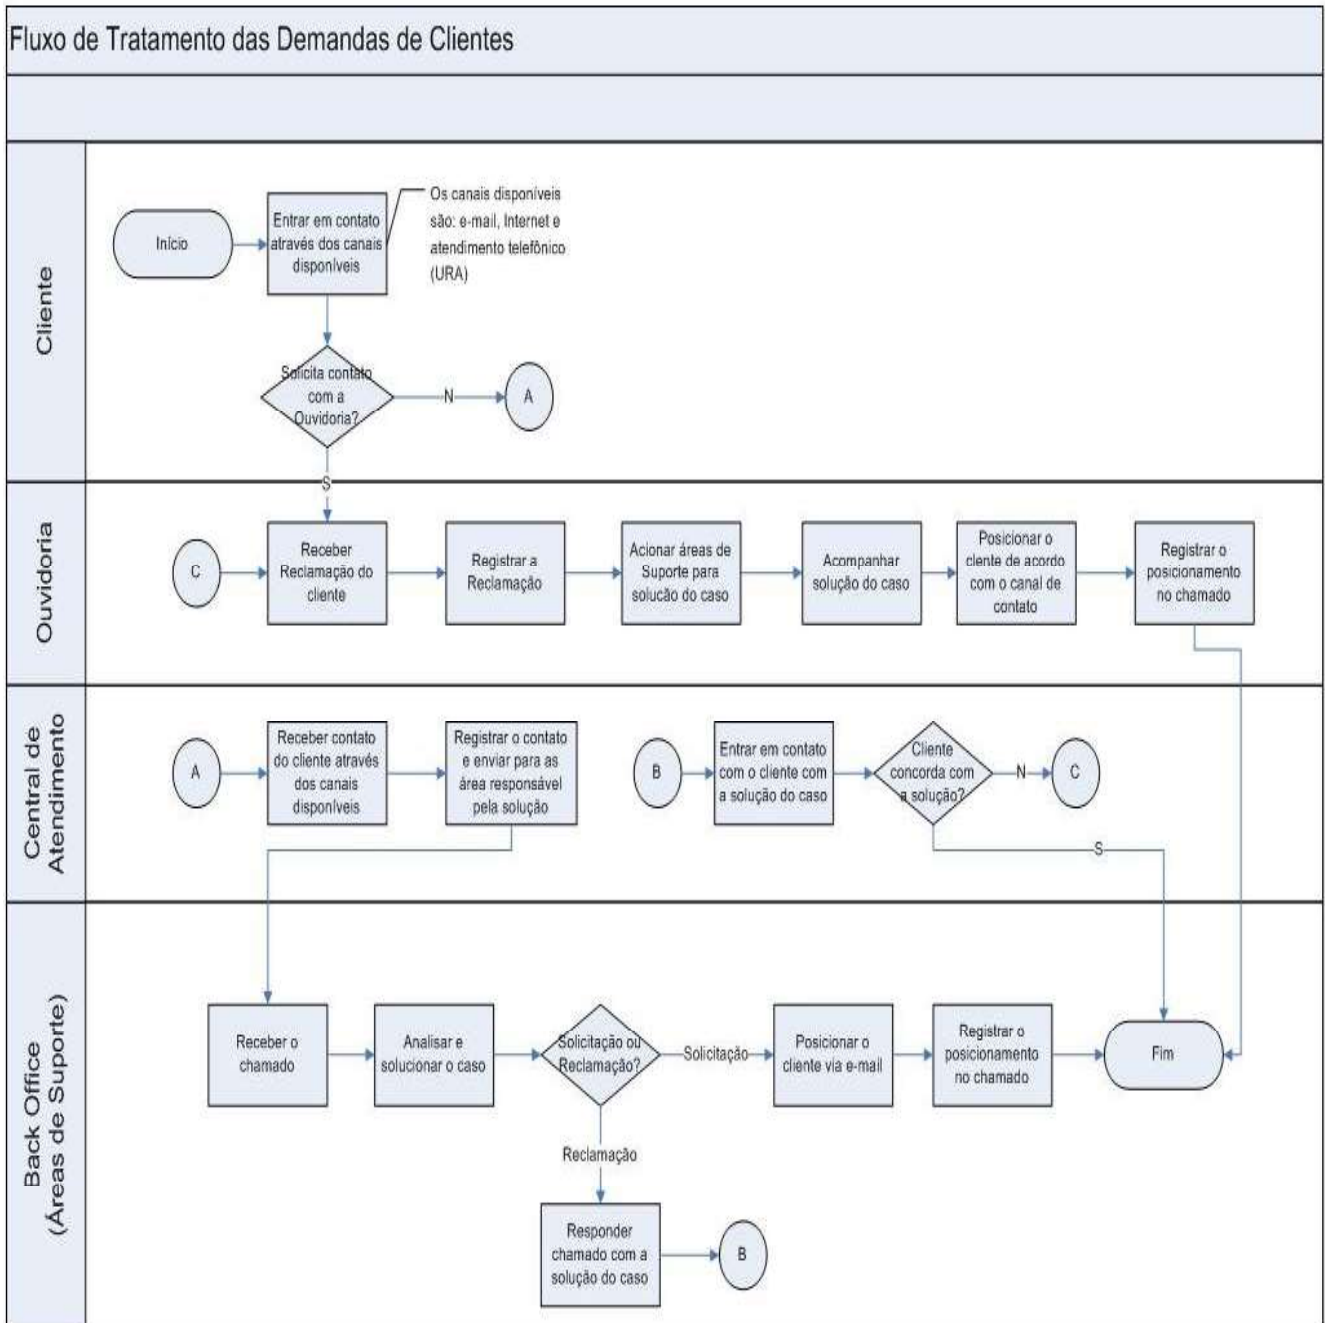 Fluxo de Tratamento das Demandas de Clientes
Cliente
Início
Entrar em contato
através dos canais
disponíveis
Os canais disponíveis
são: e-mail, Internet e
atendimento telefônico
(URA)
Solicita contato
com a
Ouvidoria?
N
A
S
Ouvidoria
C
Receber
Reclamação do
cliente
Registrar a
Reclamação
Acionar áreas de
Suporte para
solucão do caso
Acompanhar
solução do caso
Posicionar o
cliente de acordo
com o canal de
contato
Registrar o
posicionamento
no chamado
Central de
Atendimento
A
Receber contato
do cliente através
dos canais
disponíveis
Registrar o contato
e enviar para as
área responsável
pela solução
B
Entrar em contato
com o cliente com
a solução do caso
Cliente
concorda com
a solução?
N
C
S
Back Office
(Áreas de Suporte)
Receber o
chamado
Analisar e
solucionar o caso
Solicitação ou
Reclamação?
Solicitação
Posicionar o
cliente via e-mail
Registrar o
posicionamento
no chamado
Fim
Reclamação
Responder
chamado com a
solução do caso
B